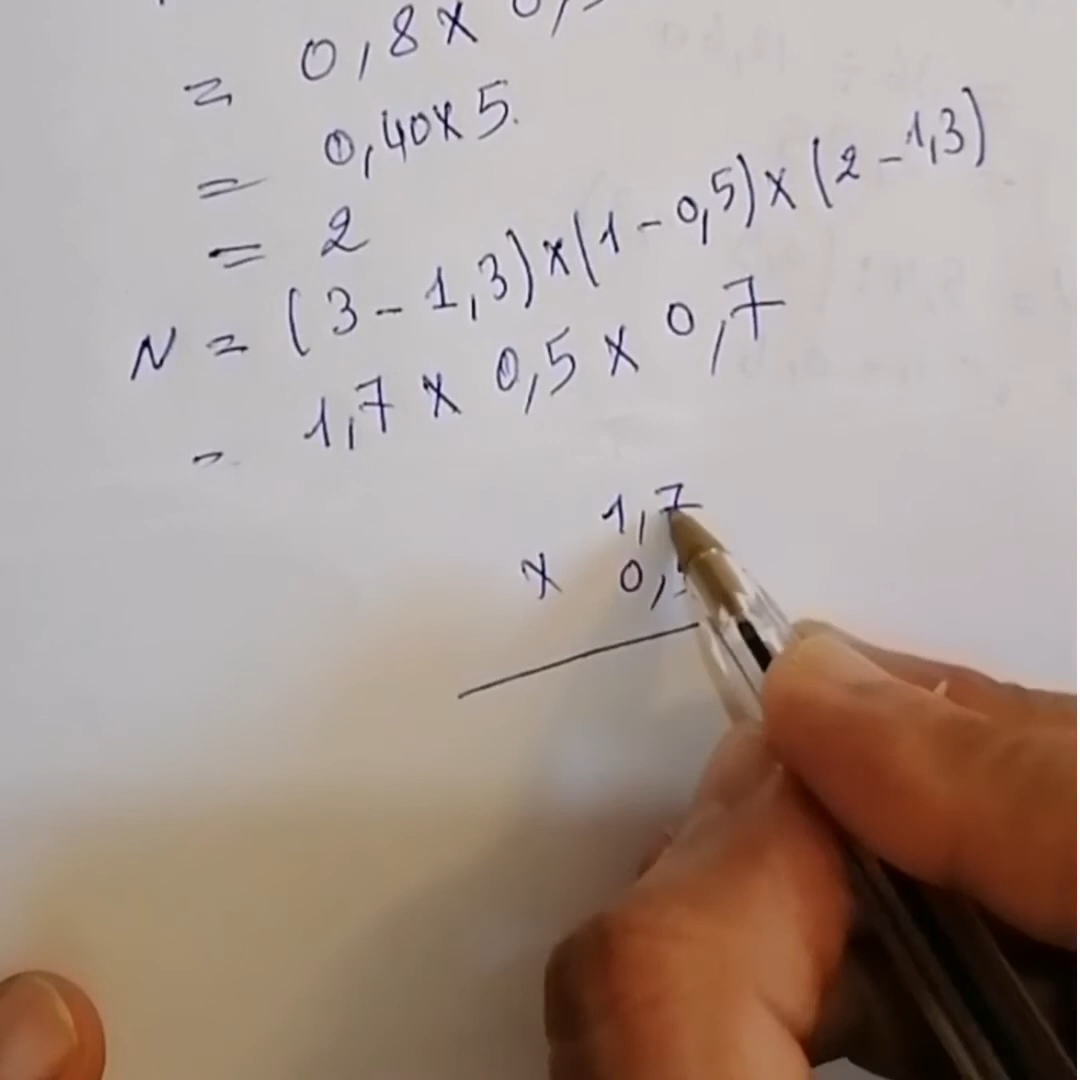 = 0,8 x 0,
= 0,40 x 5.
= 2
N = (3 - 1,3) x (1 - 0,5) x (2 - 1,3)
= 1,7 x 0,5 x 0,7
1,7
x 0,